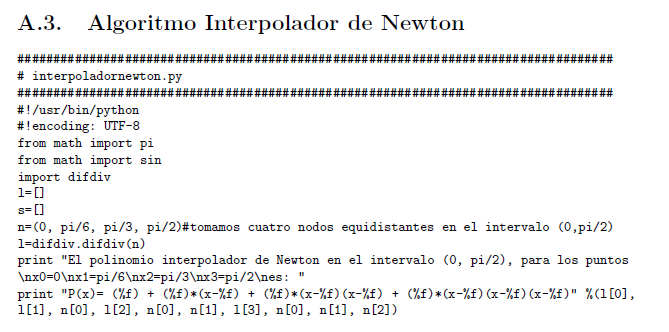 A.3. Algoritmo Interpolador de Newton
##################################################################################
# interpoladornewton.py
##################################################################################
#!/usr/bin/python
#!encoding: UTF-8
from math import pi
from math import sin
import difdiv
l=[]
s=[]
n=(0, pi/6, pi/3, pi/2)#tomamos cuatro nodos equidistantes en el intervalo (0,pi/2)
l=difdiv.difdiv(n)
print "El polinomio interpolador de Newton en el intervalo (0, pi/2), para los puntos
\nx0=0\nx1=pi/6\nx2=pi/3\nx3=pi/2\nes: "
print "P(x)= (%f) + (%f)*(x-%f) + (%f)*(x-%f)(x-%f) + (%f)*(x-%f)(x-%f)(x-%f)" %(l[0],
l[1], n[0], l[2], n[0], n[1], l[3], n[0], n[1], n[2])